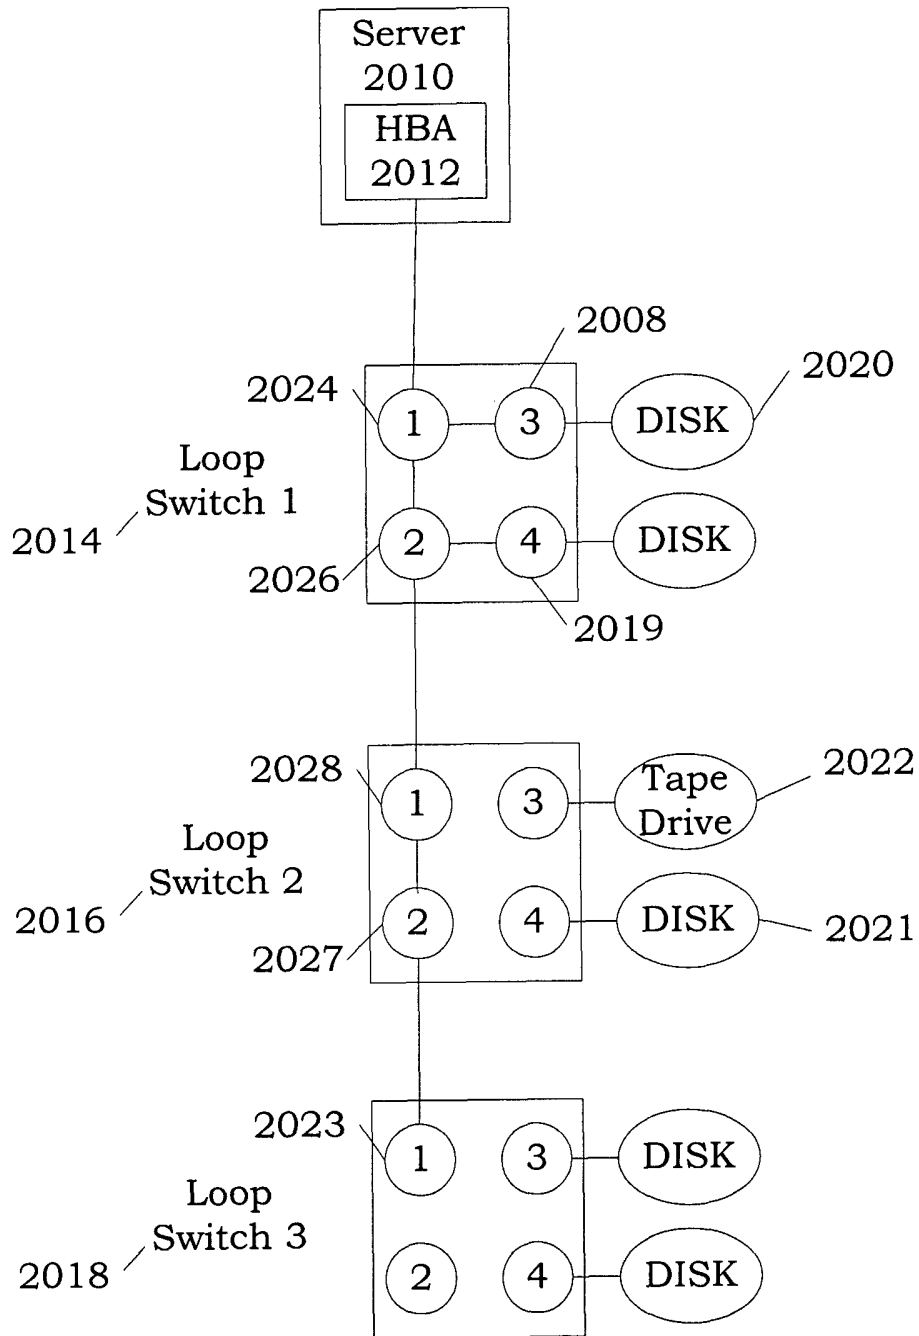 Server
2010
HBA
2012
2008
2024
2020
1
3
DISK
Loop
Switch 1
2014
2
4
DISK
2026
2019
2028
2022
1
3
Tape
Drive
Loop
Switch 2
2016
2
4
DISK
2021
2027
2023
1
3
DISK
Loop
Switch 3
2018
2
4
DISK